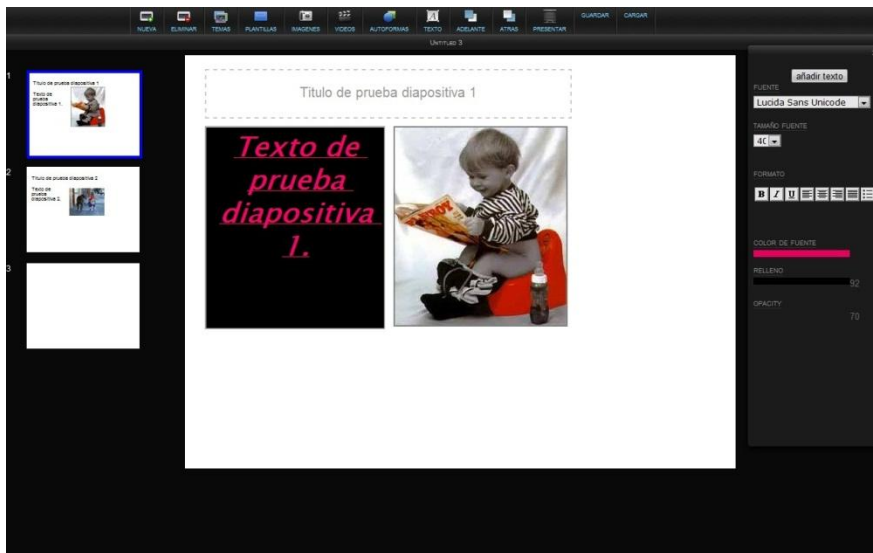 NUEVA ELIMINAR TEMAS PLANTILLAS IMAGENES VIDEOS AUTOFORMAS TEXTO ADELANTE ATRAS PRESENTAR GUARDAR CARGAR
UNTITLED 3
1
Titulo de prueba diapositiva 1
Texto de
prueba
diapositiva 1.
2
Titulo de prueba diapositiva 2
Texto de
prueba
diapositiva 2.
3
Titulo de prueba diapositiva 1
Texto de
prueba
diapositiva
1.
PLAYBOY
añadir texto
FUENTE
Lucida Sans Unicode
TAMAÑO FUENTE
FORMATO
B I U
COLOR DE FUENTE
RELLENO
92
OPACITY
70